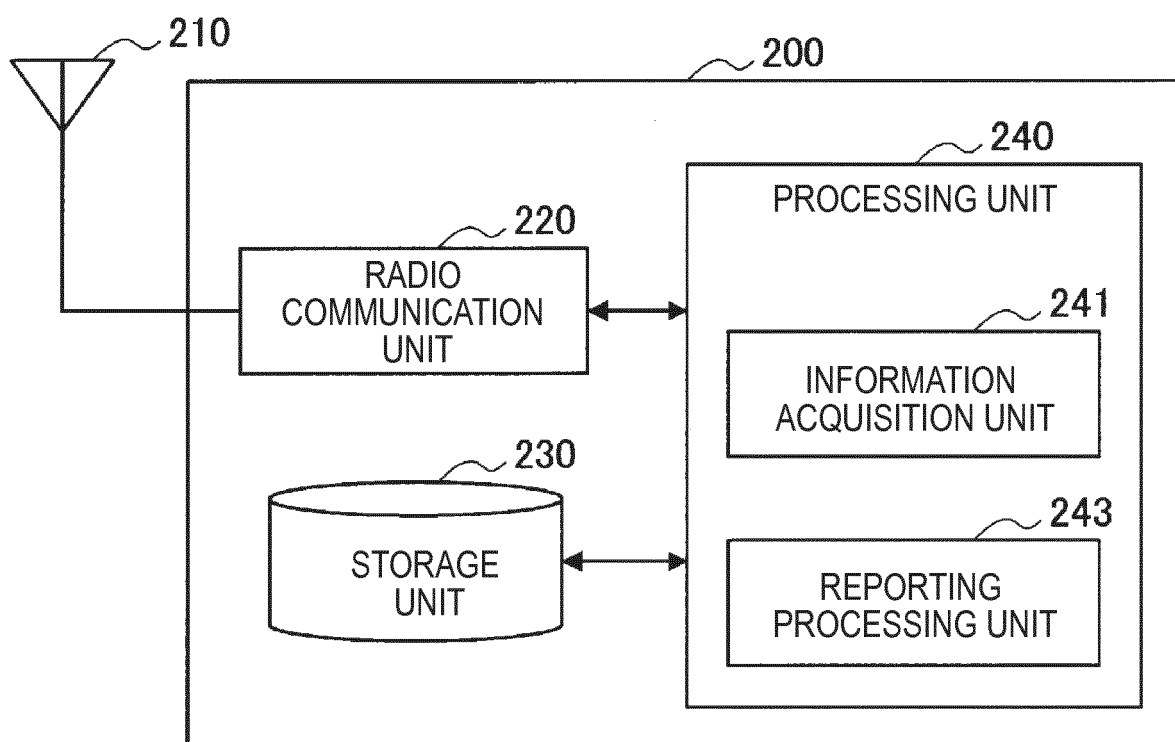 210
200
240
PROCESSING UNIT
220
RADIO
COMMUNICATION
UNIT
241
INFORMATION
ACQUISITION UNIT
230
STORAGE
UNIT
243
REPORTING
PROCESSING UNIT